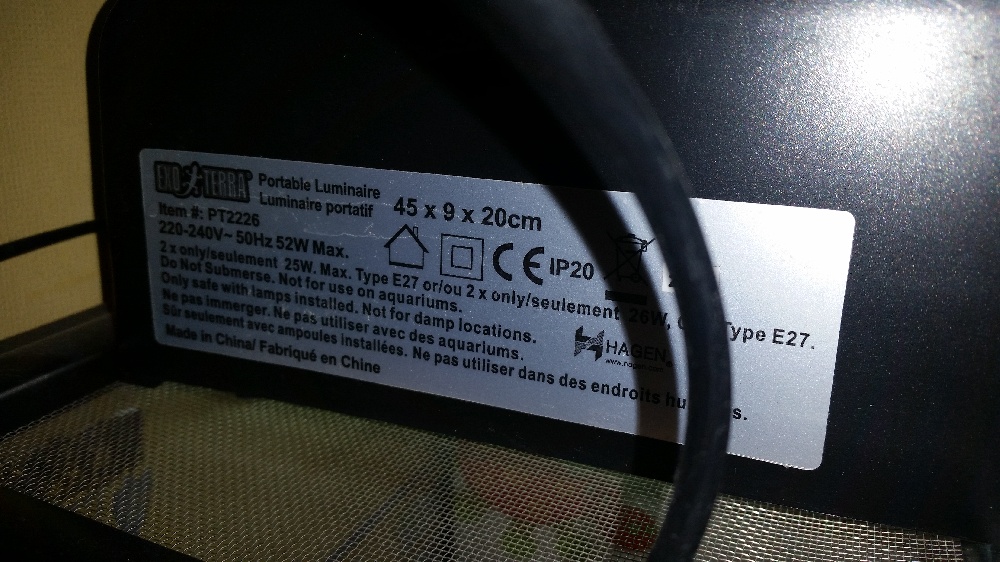 EXO TERRA®
Portable Luminaire
Luminaire portatif
45 x 9 x 20cm
Item #: PT2226
220-240V~ 50Hz 52W Max.
IP20
2 x only/seulement 25W. Max. Type E27 or/ou 2 x only/seulement 26W, Type E27.
Do Not Submerse. Not for use on aquariums.
Only safe with lamps installed. Not for damp locations.
Ne pas immerger. Ne pas utiliser avec des aquariums.
Sûr seulement avec ampoules installées. Ne pas utiliser dans des endroits
Made in China/ Fabriqué en Chine
HAGEN®
www.hagen.com